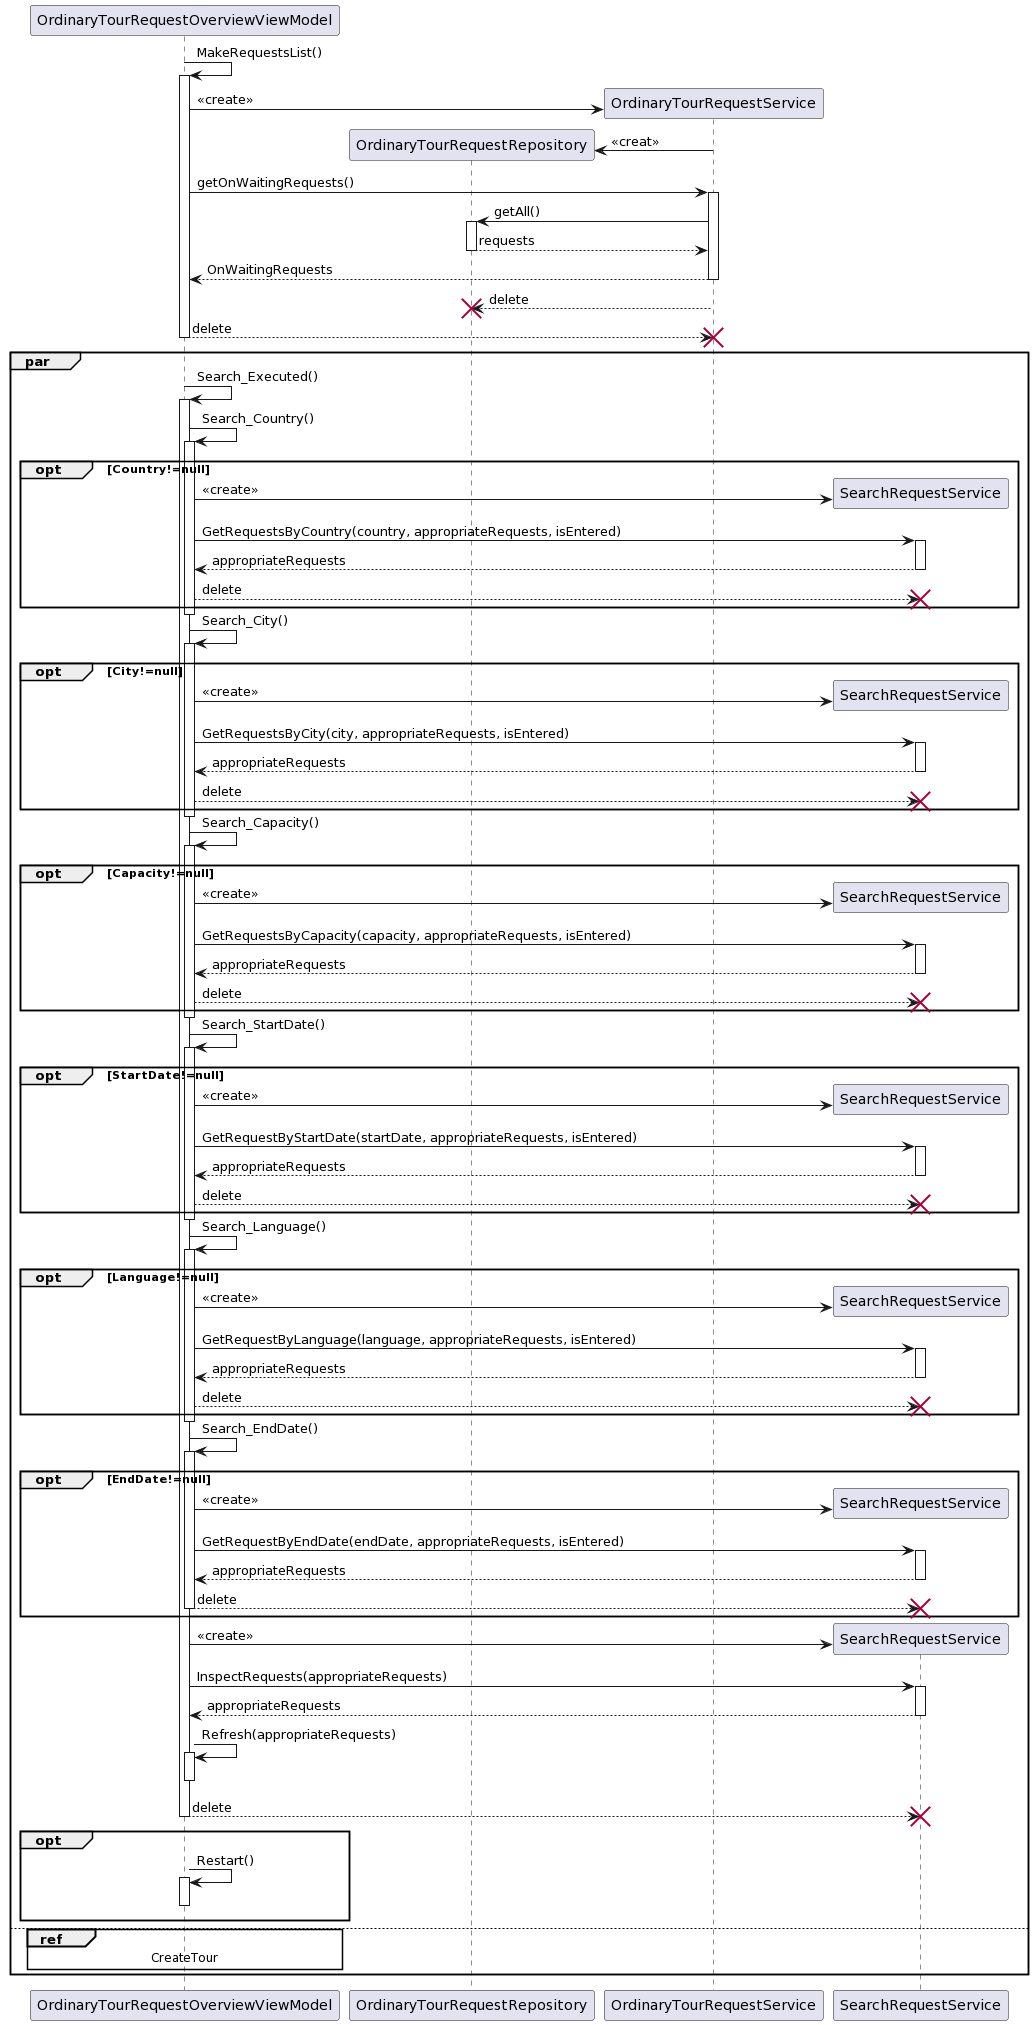 OrdinaryTourRequestOverviewViewModel
MakeRequestsList()
«create»
OrdinaryTourRequestService
OrdinaryTourRequestRepository
«creat»
getOnWaitingRequests()
getAll()
requests
OnWaitingRequests
delete
delete
par
Search_Executed()
Search_Country()
opt [Country!=null]
«create»
SearchRequestService
GetRequestsByCountry(country, appropriateRequests, isEntered)
appropriateRequests
delete
Search_City()
opt [City!=null]
«create»
SearchRequestService
GetRequestsByCity(city, appropriateRequests, isEntered)
appropriateRequests
delete
Search_Capacity()
opt [Capacity!=null]
«create»
SearchRequestService
GetRequestsByCapacity(capacity, appropriateRequests, isEntered)
appropriateRequests
delete
Search_StartDate()
opt [StartDate!=null]
«create»
SearchRequestService
GetRequestByStartDate(startDate, appropriateRequests, isEntered)
appropriateRequests
delete
Search_Language()
opt [Language!=null]
«create»
SearchRequestService
GetRequestByLanguage(language, appropriateRequests, isEntered)
appropriateRequests
delete
Search_EndDate()
opt [EndDate!=null]
«create»
SearchRequestService
GetRequestByEndDate(endDate, appropriateRequests, isEntered)
appropriateRequests
delete
«create»
SearchRequestService
InspectRequests(appropriateRequests)
appropriateRequests
Refresh(appropriateRequests)
delete
opt
Restart()
ref
CreateTour
OrdinaryTourRequestOverviewViewModel OrdinaryTourRequestRepository OrdinaryTourRequestService SearchRequestService